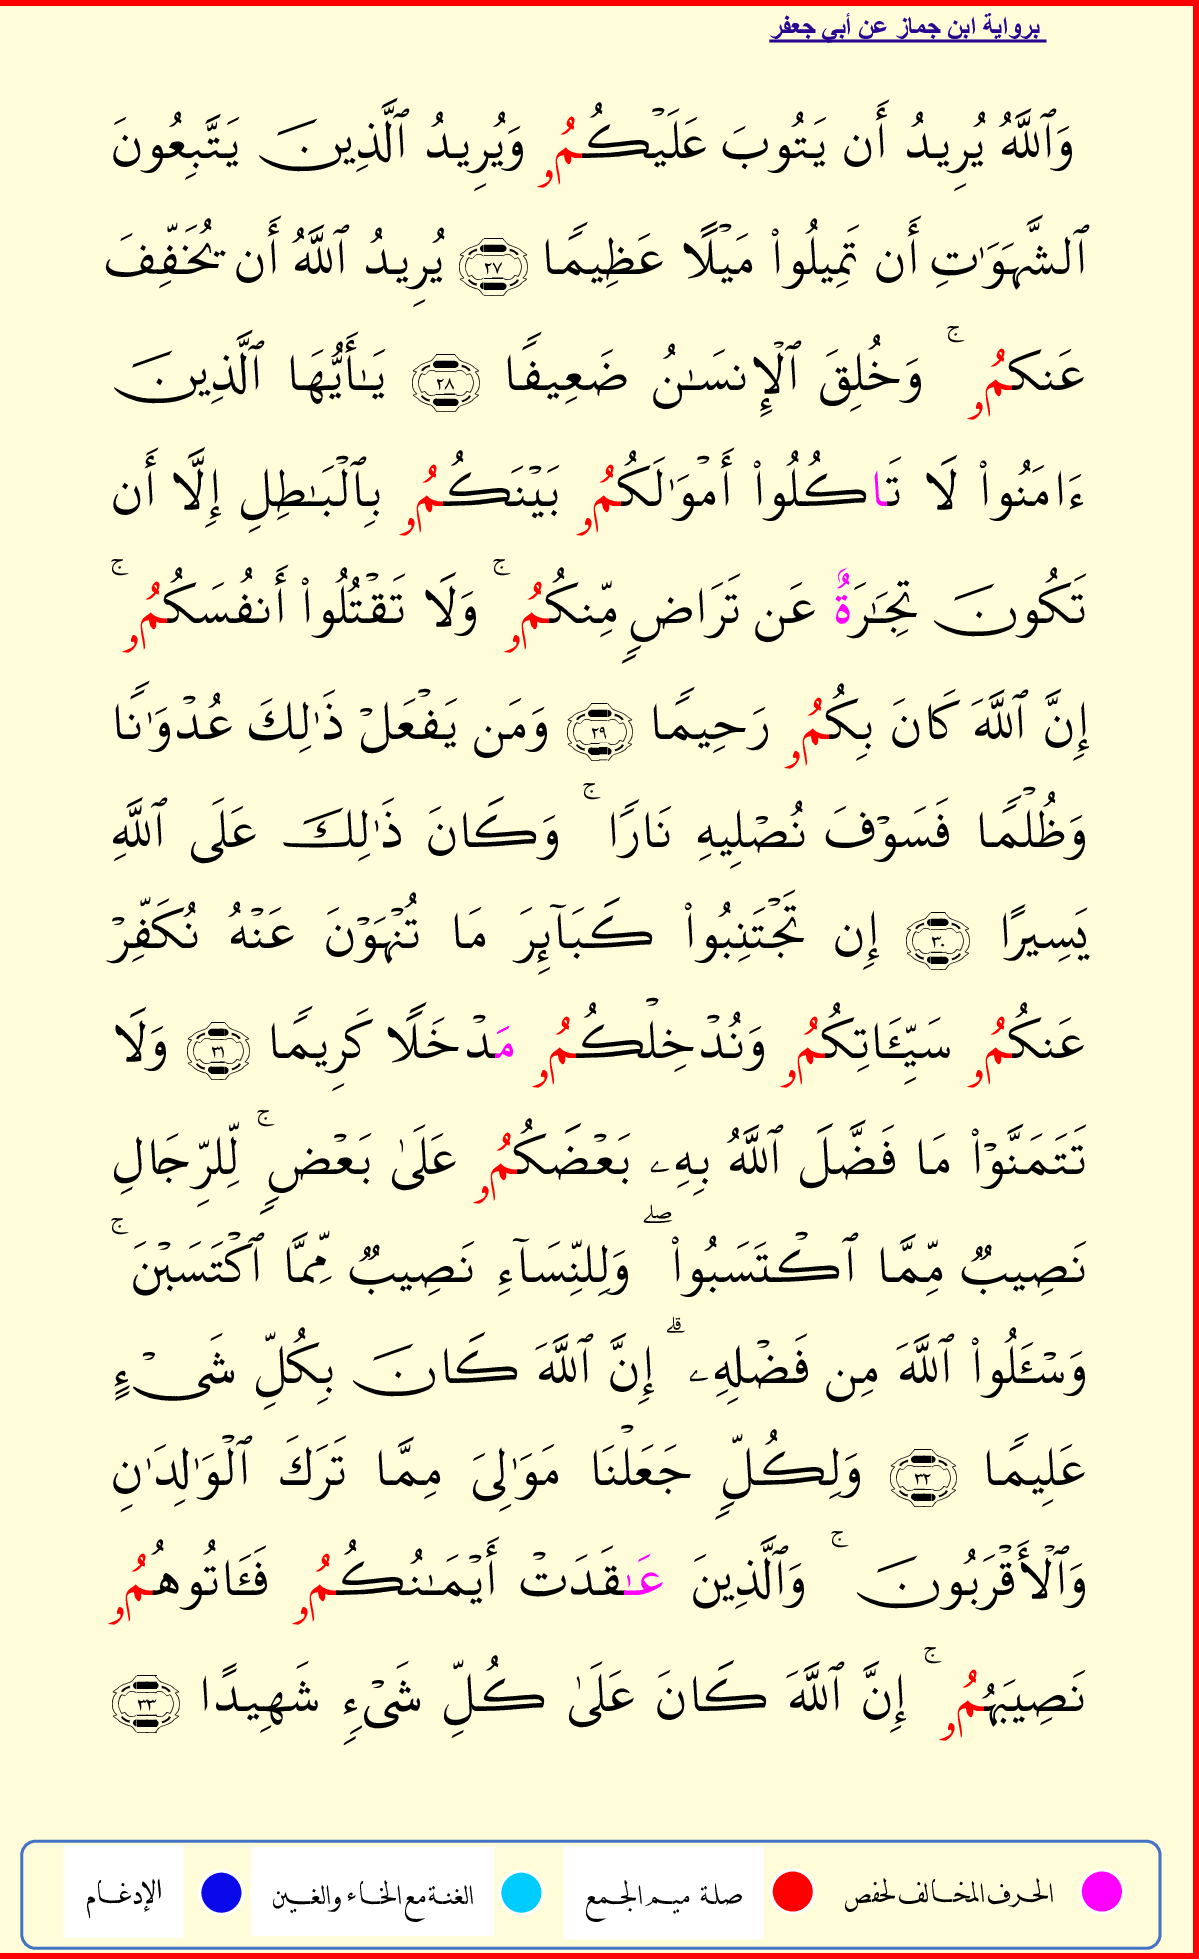 برواية ابن جماز عن أبي جعفر
وَٱللَّهُ يُرِيدُ أَن يَتُوبَ عَلَيْكُمُۥ وَيُرِيدُ ٱلَّذِينَ يَتَّبِعُونَ
ٱلشَّهَوَٰتِ أَن تَمِيلُوا۟ مَيْلًا عَظِيمًا ٢٧ يُرِيدُ ٱللَّهُ أَن يُخَفِّفَ
عَنكُمُۥ ۚ وَخُلِقَ ٱلْإِنسَـٰنُ ضَعِيفًا ٢٨ يَـٰٓأَيُّهَا ٱلَّذِينَ
ءَامَنُوا۟ لَا تَاكُلُوا۟ أَمْوَٰلَكُمُۥ بَيْنَكُمُۥ بِٱلْبَـٰطِلِ إِلَّا أَن
تَكُونَ تِجَـٰرَةٌ عَن تَرَاضٍ مِّنكُمُۥ ۚ وَلَا تَقْتُلُوا۟ أَنفُسَكُمُۥ ۚ
إِنَّ ٱللَّهَ كَانَ بِكُمُۥ رَحِيمًا ٢٩ وَمَن يَفْعَلْ ذَٰلِكَ عُدْوَٰنًا
وَظُلْمًا فَسَوْفَ نُصْلِيهِ نَارًا ۚ وَكَانَ ذَٰلِكَ عَلَى ٱللَّهِ
يَسِيرًا ٣٠ إِن تَجْتَنِبُوا۟ كَبَآئِرَ مَا تُنْهَوْنَ عَنْهُ نُكَفِّرْ
عَنكُمُۥ سَيِّـَٔاتِكُمُۥ وَنُدْخِلْكُمُۥ مَدْخَلًا كَرِيمًا ٣١ وَلَا
تَتَمَنَّوْا۟ مَا فَضَّلَ ٱللَّهُ بِهِۦ بَعْضَكُمُۥ عَلَىٰ بَعْضٍ ۚ لِّلرِّجَالِ
نَصِيبٌ مِّمَّا ٱكْتَسَبُوا۟ ۖ وَلِلنِّسَآءِ نَصِيبٌ مِّمَّا ٱكْتَسَبْنَ ۚ
وَسْـَٔلُوا۟ ٱللَّهَ مِن فَضْلِهِۦ ۗ إِنَّ ٱللَّهَ كَانَ بِكُلِّ شَىْءٍ
عَلِيمًا ٣٢ وَلِكُلٍّ جَعَلْنَا مَوَٰلِىَ مِمَّا تَرَكَ ٱلْوَٰلِدَٰنِ
وَٱلْأَقْرَبُونَ ۚ وَٱلَّذِينَ عَـٰقَدَتْ أَيْمَـٰنُكُمُۥ فَـَٔاتُوهُمُۥ
نَصِيبَهُمُۥ ۚ إِنَّ ٱللَّهَ كَانَ عَلَىٰ كُلِّ شَىْءٍ شَهِيدًا ٣٣
الحرف المخالف لحفص صلة ميم الجمع الغنة مع الخاء والغين الإدغام